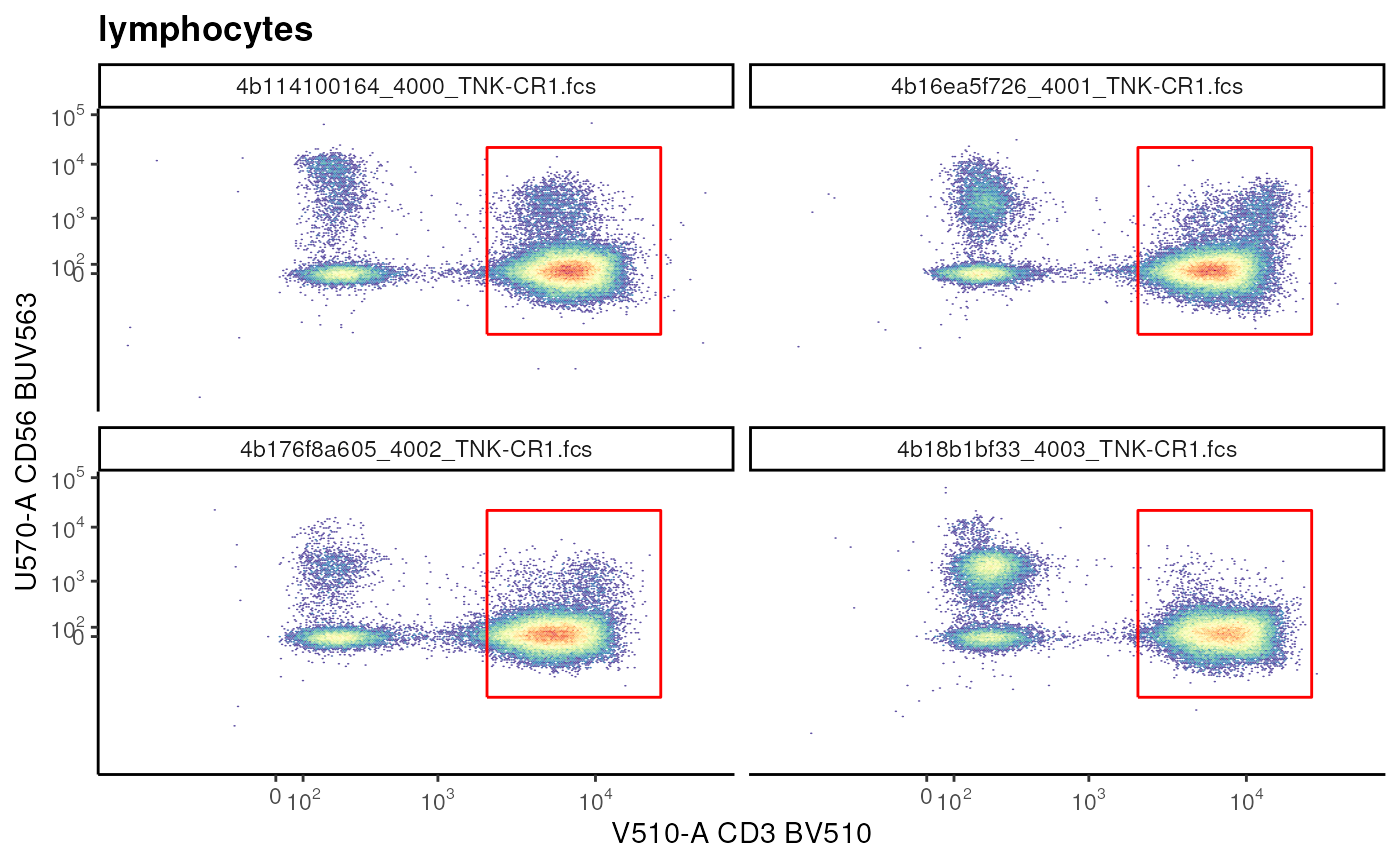 lymphocytes
4b114100164_4000_TNK-CR1.fcs 4b16ea5f726_4001_TNK-CR1.fcs
10^5
10^4
10^3
10^2
0
4b176f8a605_4002_TNK-CR1.fcs 4b18b1bf33_4003_TNK-CR1.fcs
10^5
10^4
10^3
10^2
0
U570-A CD56 BUV563
0 10^2 10^3 10^4 0 10^2 10^3 10^4
V510-A CD3 BV510